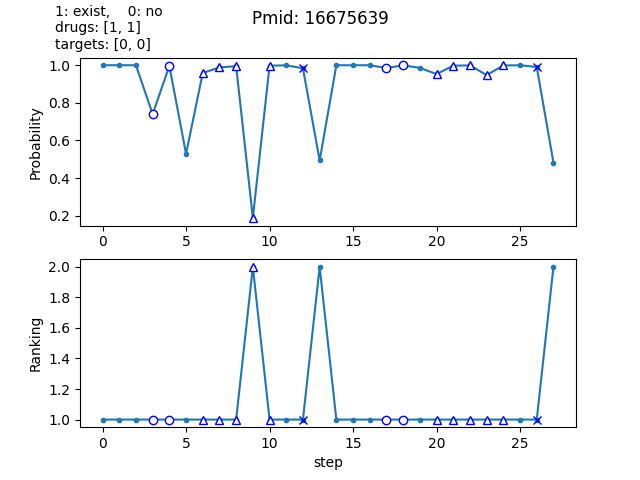 1: exist,    0: no
drugs: [1, 1]
targets: [0, 0]
Pmid: 16675639
Probability
1.0
0.8
0.6
0.4
0.2
0 5 10 15 20 25
Ranking
2.0
1.8
1.6
1.4
1.2
1.0
0 5 10 15 20 25
step